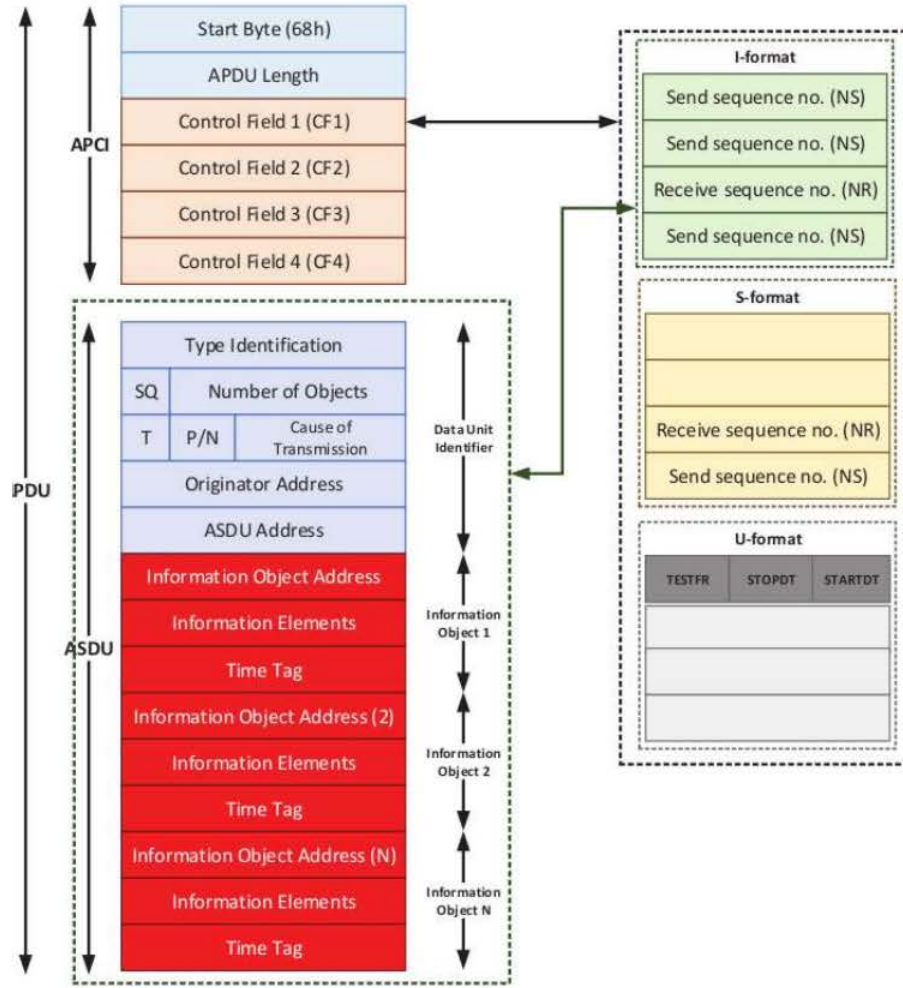 Start Byte (68h)
APDU Length
Control Field 1 (CF1)
Control Field 2 (CF2)
Control Field 3 (CF3)
Control Field 4 (CF4)
APCI
PDU
ASDU
Type Identification
SQ
Number of Objects
T
P/N
Cause of
Transmission
Originator Address
ASDU Address
Information Object Address
Information Elements
Time Tag
Information Object Address (2)
Information Elements
Time Tag
Information Object Address (N)
Information Elements
Time Tag
Data Unit
Identifier
Information
Object 1
Information
Object 2
Information
Object N
I-format
Send sequence no. (NS)
Send sequence no. (NS)
Receive sequence no. (NR)
Send sequence no. (NS)
S-format
Receive sequence no. (NR)
Send sequence no. (NS)
U-format
TESTFR
STOPDT
STARTDT